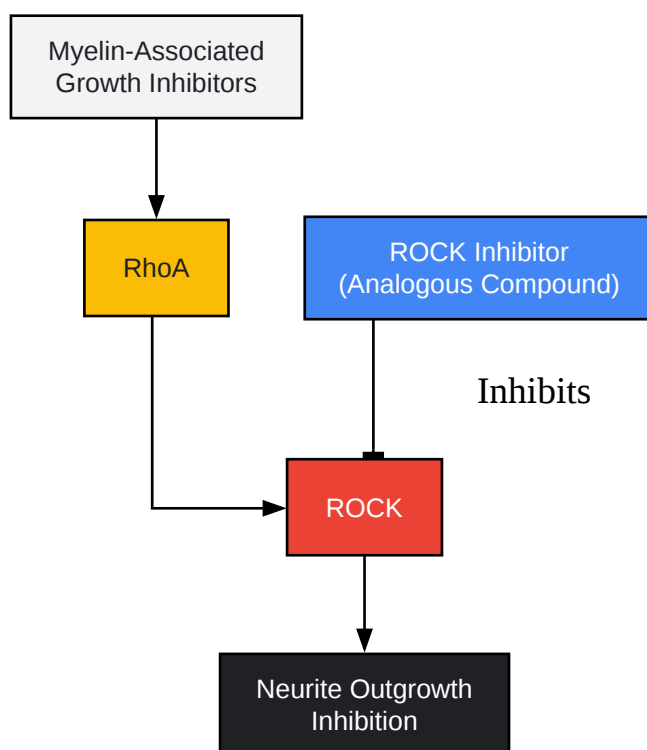 Myelin-Associated
Growth Inhibitors
RhoA
ROCK Inhibitor
(Analogous Compound)
Inhibits
ROCK
Neurite Outgrowth
Inhibition